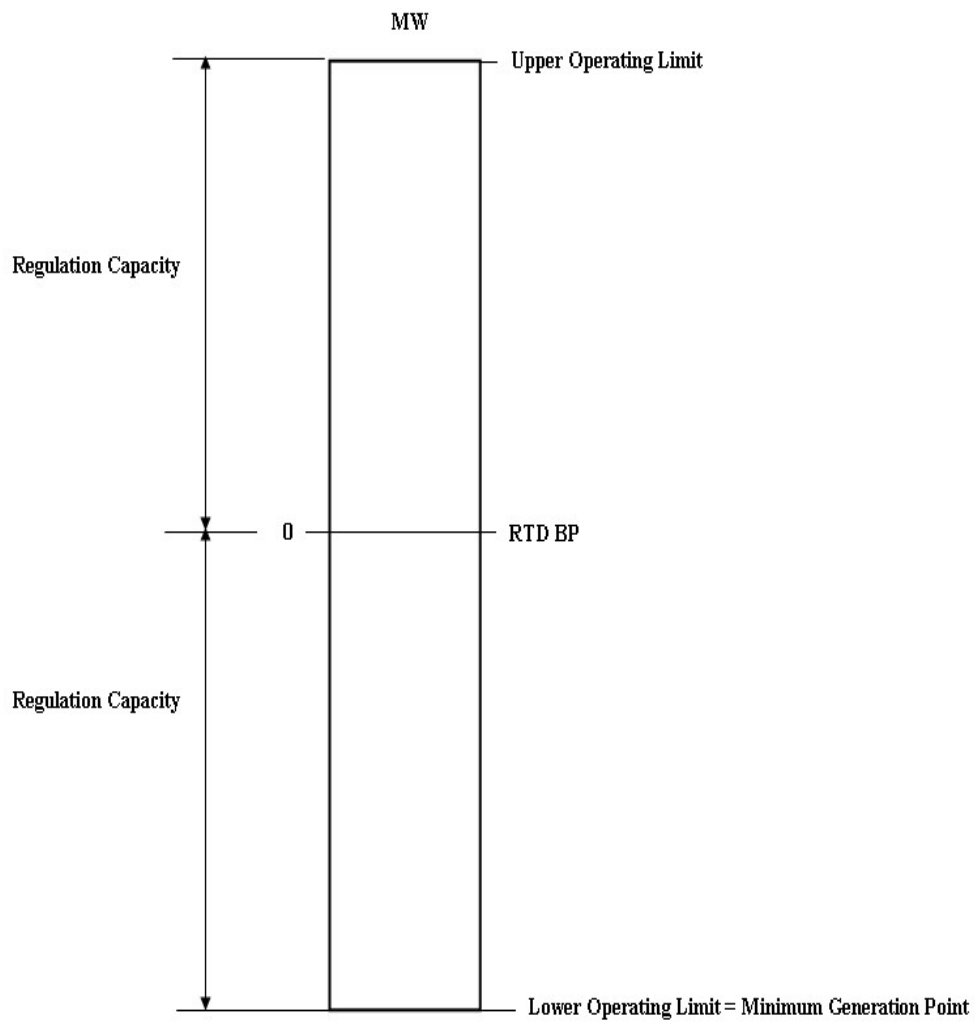 MW
Upper Operating Limit
Regulation Capacity
0
RTD BP
Regulation Capacity
Lower Operating Limit = Minimum Generation Point